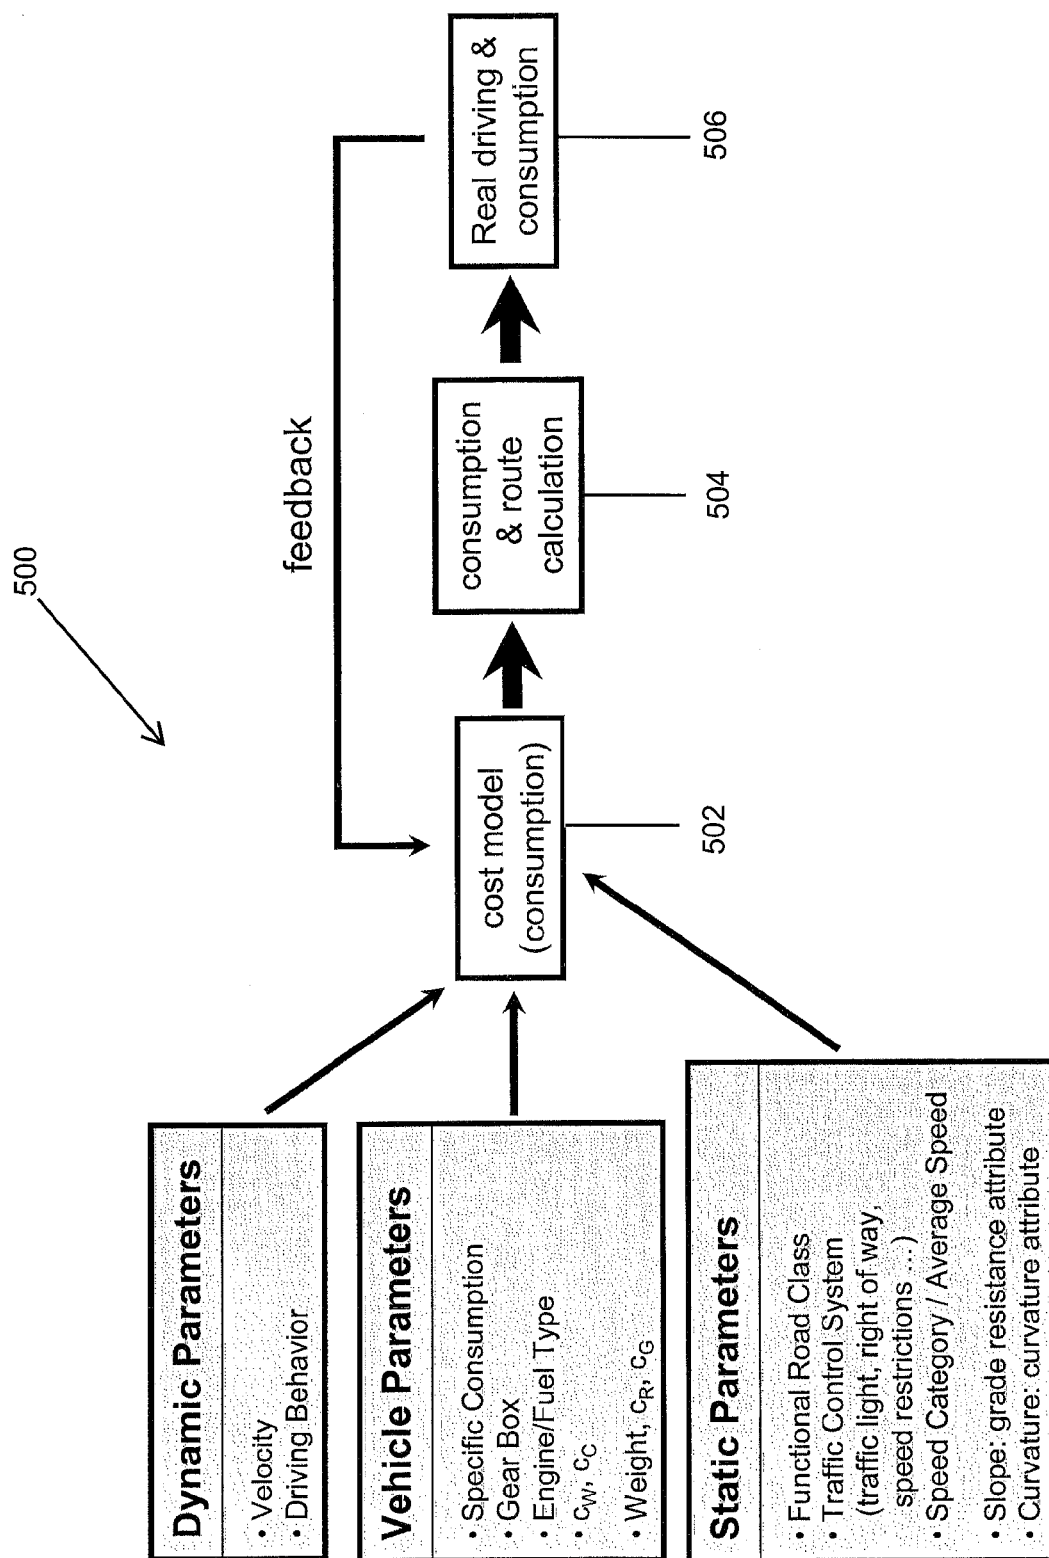 500
feedback
Dynamic Parameters
• Velocity
• Driving Behavior
Vehicle Parameters
• Specific Consumption
• Gear Box
• Engine/Fuel Type
• cW, cC
• Weight, cR, cG
Static Parameters
• Functional Road Class
• Traffic Control System
(traffic light, right of way,
speed restrictions ...)
• Speed Category / Average Speed
• Slope: grade resistance attribute
• Curvature: curvature attribute
cost model
(consumption)
502
consumption
& route
calculation
504
Real driving &
consumption
506